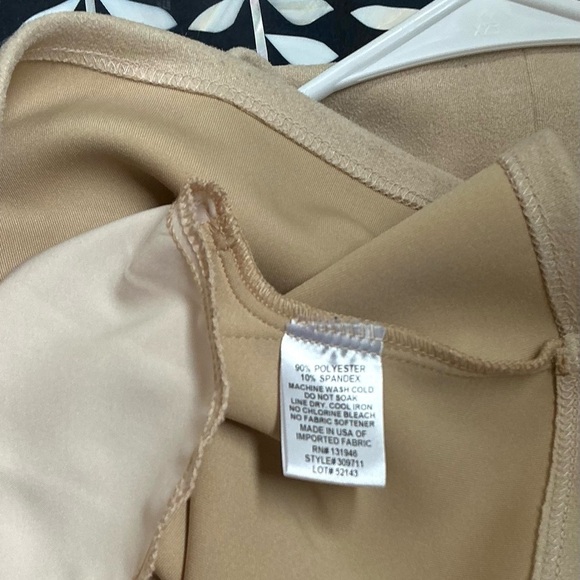 90% POLYESTER
10% SPANDEX
MACHINE WASH COLD
DO NOT SOAK
LINE DRY. COOL IRON
NO CHLORINE BLEACH
NO FABRIC SOFTENER
MADE IN USA OF
IMPORTED FABRIC
RN# 131946
STYLE# 309711
LOT# 52143